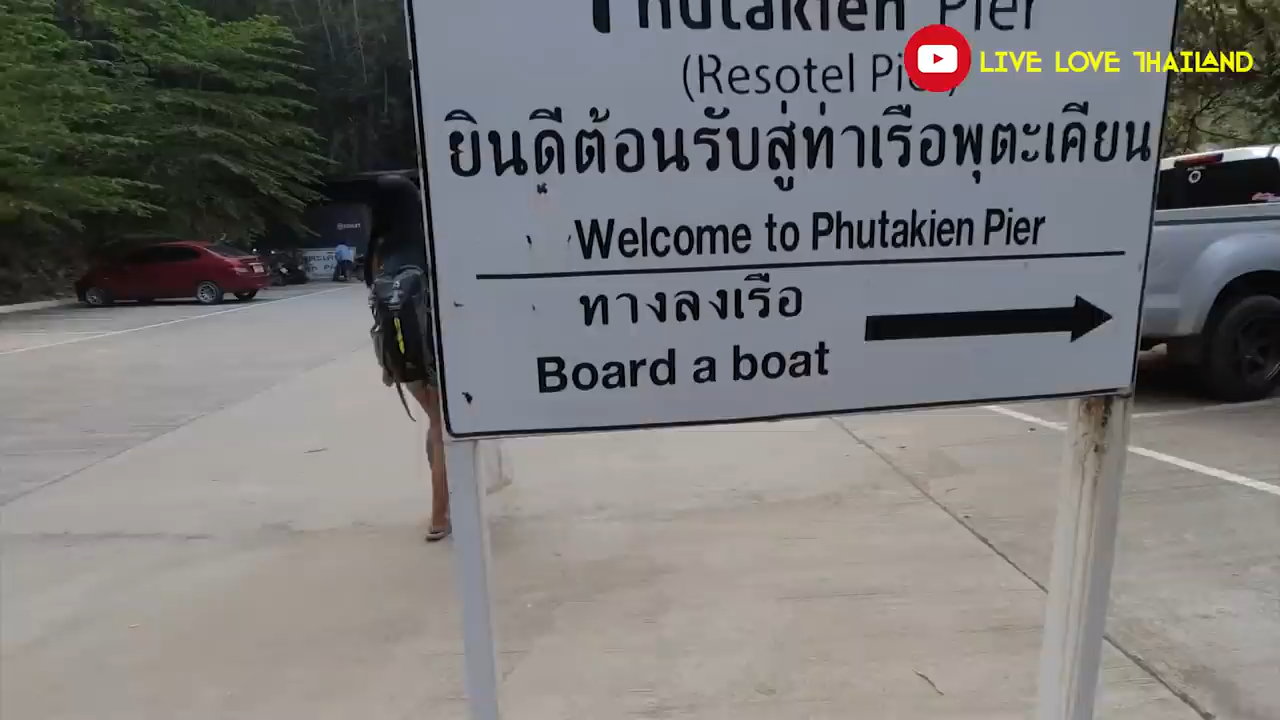 Phutakien Pier
(Resotel Pier)
LIVE LOVE THAILAND
ยินดีต้อนรับสู่ท่าเรือพุตะเคียน
Welcome to Phutakien Pier
ทางลงเรือ
Board a boat